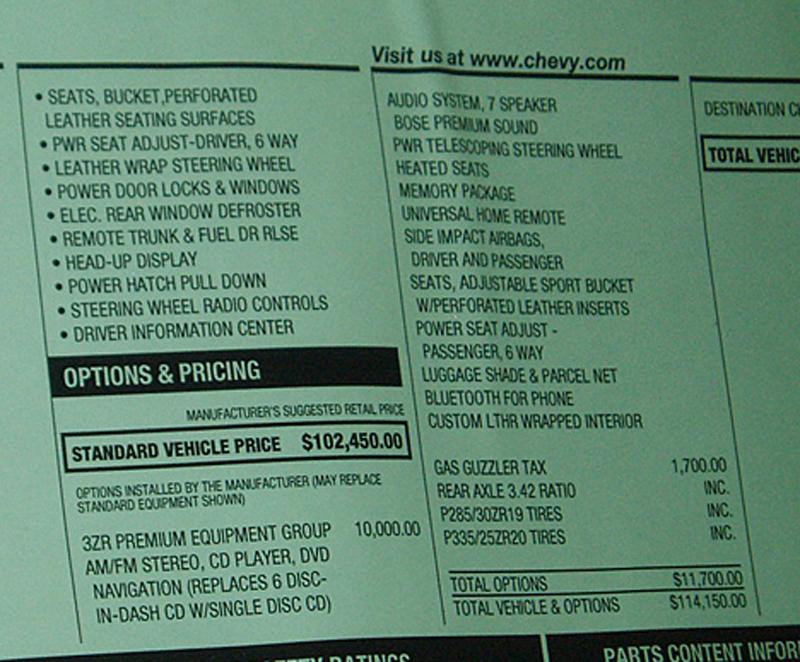 Visit us at www.chevy.com
• SEATS, BUCKET,PERFORATED
LEATHER SEATING SURFACES
• PWR SEAT ADJUST-DRIVER, 6 WAY
• LEATHER WRAP STEERING WHEEL
• POWER DOOR LOCKS & WINDOWS
• ELEC. REAR WINDOW DEFROSTER
• REMOTE TRUNK & FUEL DR RLSE
• HEAD-UP DISPLAY
• POWER HATCH PULL DOWN
• STEERING WHEEL RADIO CONTROLS
• DRIVER INFORMATION CENTER
OPTIONS & PRICING
MANUFACTURER'S SUGGESTED RETAIL PRICE
STANDARD VEHICLE PRICE $102,450.00
OPTIONS INSTALLED BY THE MANUFACTURER (MAY REPLACE
STANDARD EQUIPMENT SHOWN)
3ZR PREMIUM EQUIPMENT GROUP 10,000.00
AM/FM STEREO, CD PLAYER, DVD
NAVIGATION (REPLACES 6 DISC-
IN-DASH CD W/SINGLE DISC CD)
AUDIO SYSTEM, 7 SPEAKER
BOSE PREMIUM SOUND
PWR TELESCOPING STEERING WHEEL
HEATED SEATS
MEMORY PACKAGE
UNIVERSAL HOME REMOTE
SIDE IMPACT AIRBAGS,
DRIVER AND PASSENGER
SEATS, ADJUSTABLE SPORT BUCKET
W/PERFORATED LEATHER INSERTS
POWER SEAT ADJUST -
PASSENGER, 6 WAY
LUGGAGE SHADE & PARCEL NET
BLUETOOTH FOR PHONE
CUSTOM LTHR WRAPPED INTERIOR
GAS GUZZLER TAX 1,700.00
REAR AXLE 3.42 RATIO INC.
P285/30ZR19 TIRES INC.
P335/25ZR20 TIRES INC.
TOTAL OPTIONS $11,700.00
TOTAL VEHICLE & OPTIONS $114,150.00
DESTINATION
TOTAL
RATINGS
PARTS CONTENT